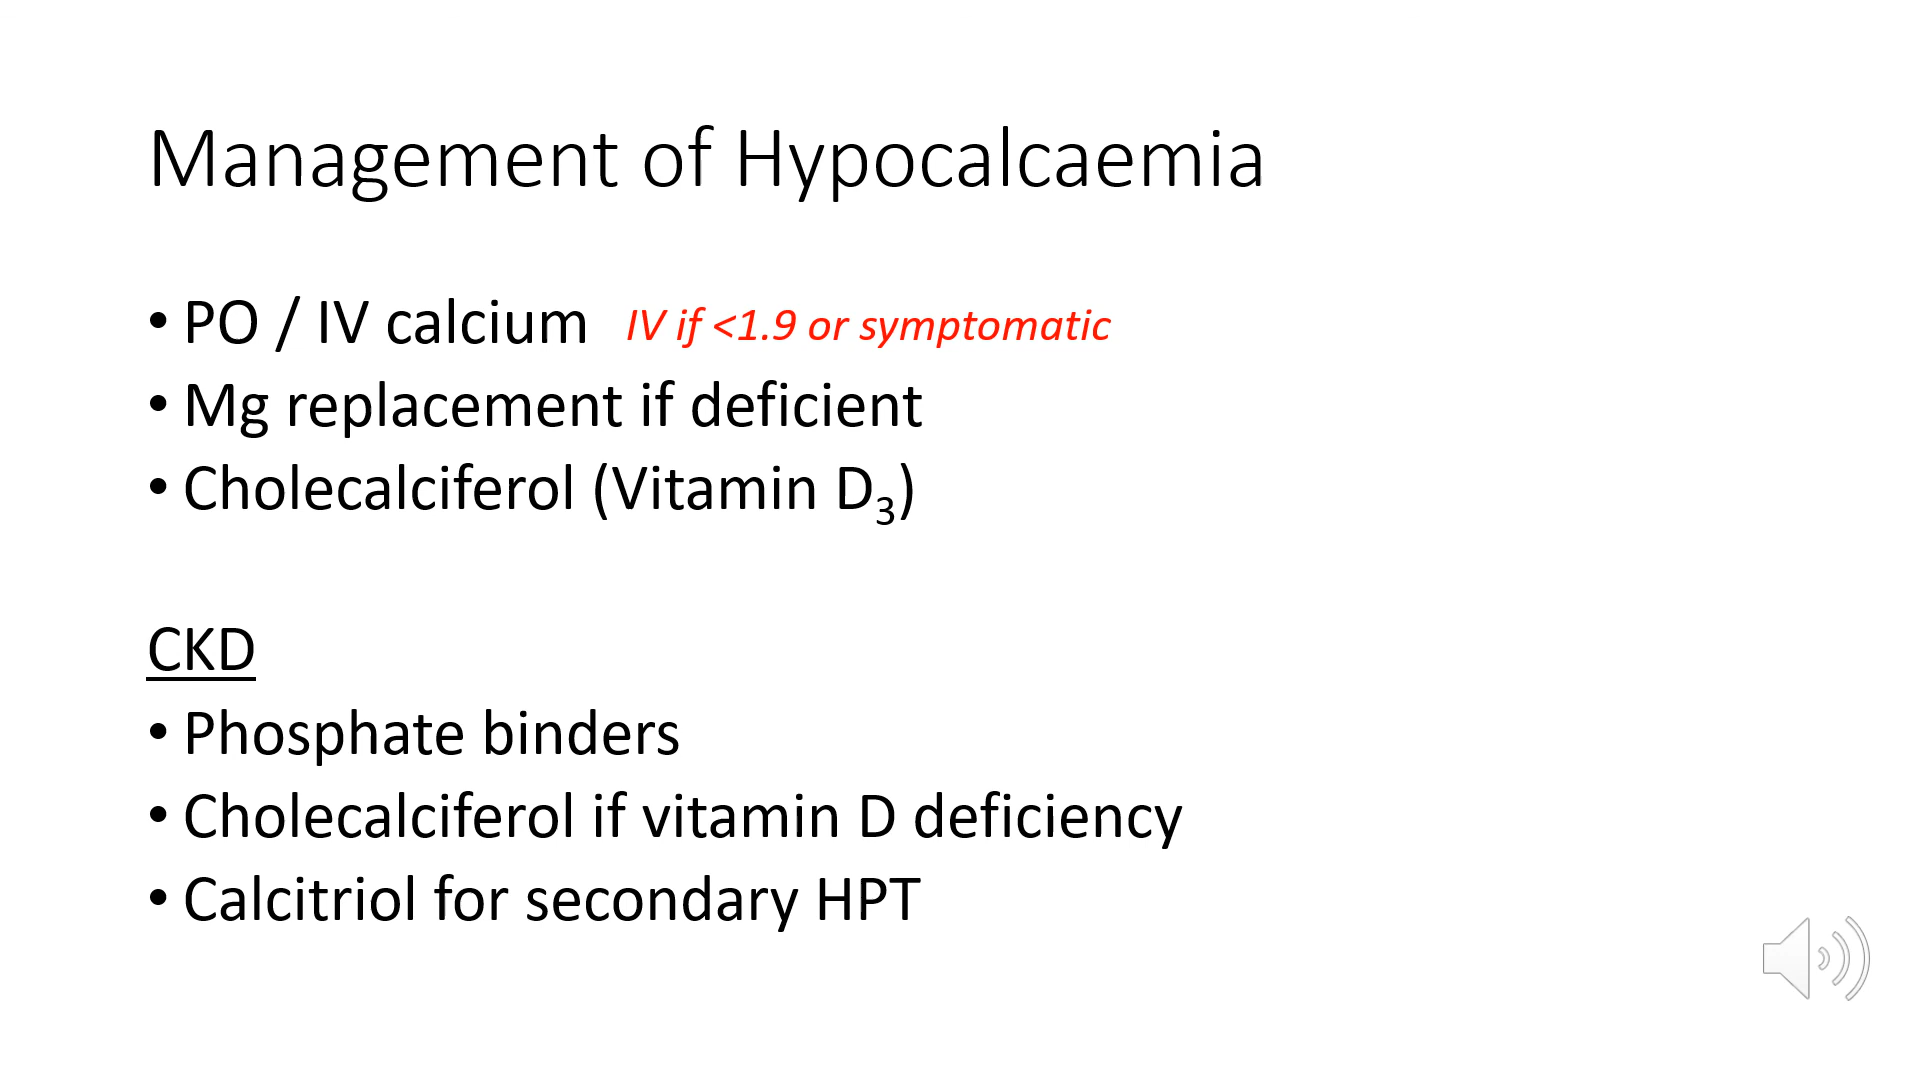 Management of Hypocalcaemia
• PO / IV calcium IV if <1.9 or symptomatic
• Mg replacement if deficient
• Cholecalciferol (Vitamin D₃)
CKD
• Phosphate binders
• Cholecalciferol if vitamin D deficiency
• Calcitriol for secondary HPT